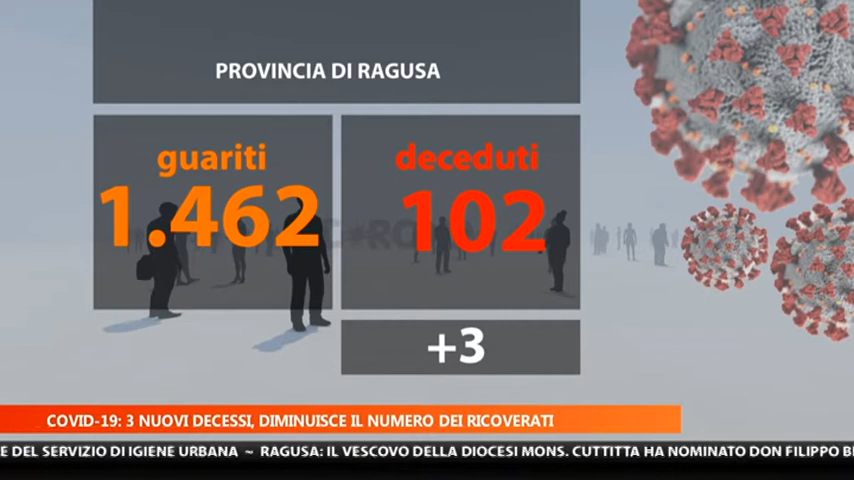 PROVINCIA DI RAGUSA
guariti
1.462
deceduti
102
+3
COVID-19: 3 NUOVI DECESSI, DIMINUISCE IL NUMERO DEI RICOVERATI
E DEL SERVIZIO DI IGIENE URBANA ~ RAGUSA: IL VESCOVO DELLA DIOCESI MONS. CUTTITTA HA NOMINATO DON FILIPPO